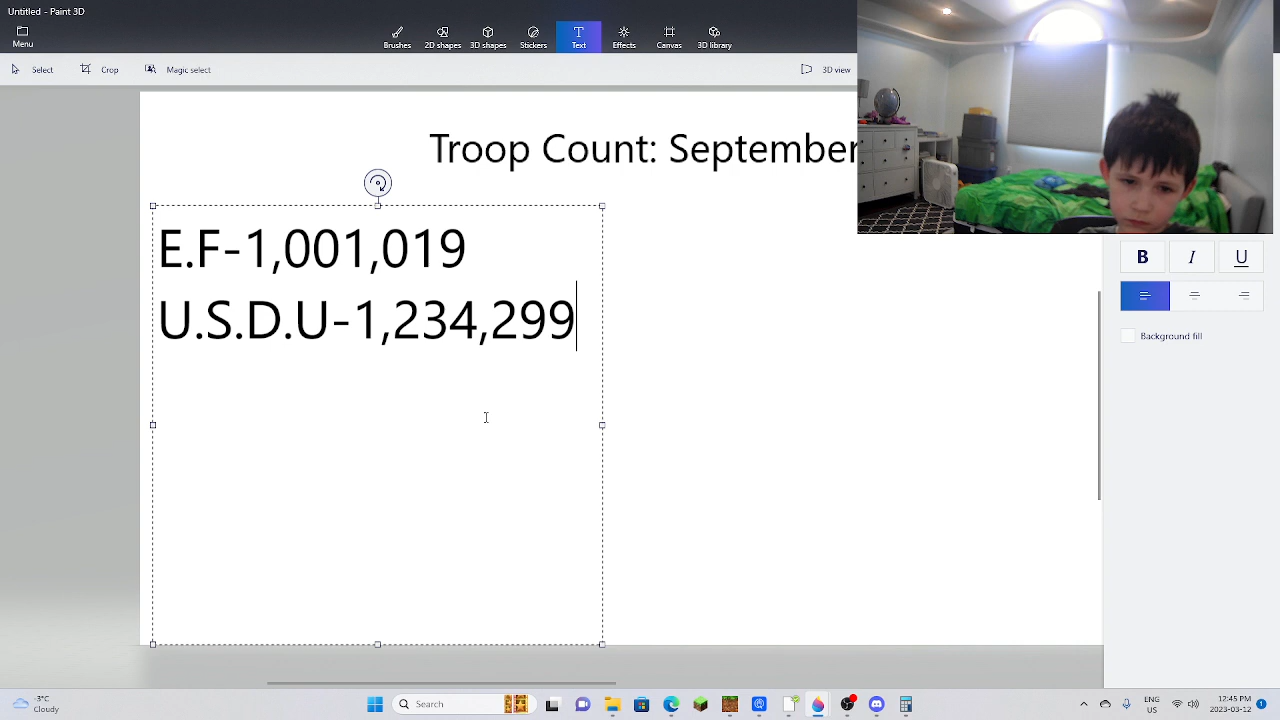 Untitled - Paint 3D
Menu
Brushes
2D shapes
3D shapes
Stickers
Text
Effects
Canvas
3D library
Select
Crop
Magic select
3D view
Troop Count: September
E.F-1,001,019
U.S.D.U-1,234,299
B I U
Background fill
Cloudy
Search
ENG
US
12:45 PM
2023-03-12